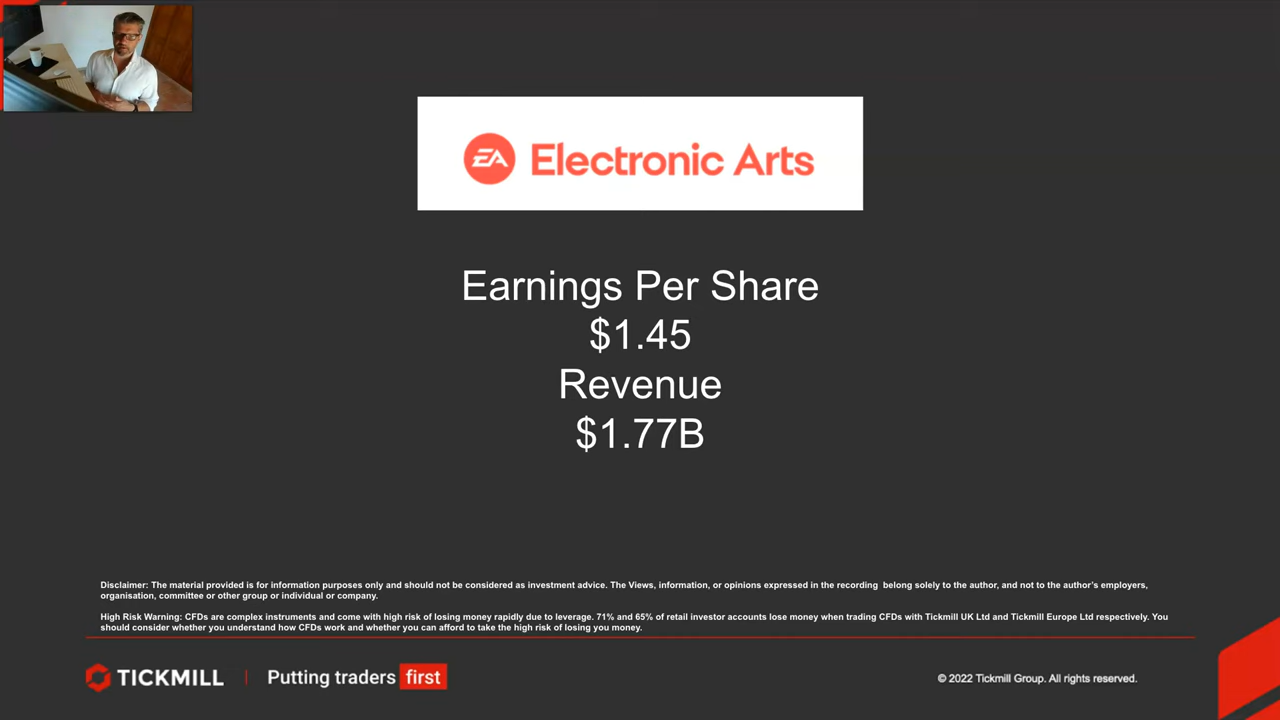 EA Electronic Arts
Earnings Per Share
$1.45
Revenue
$1.77B
Disclaimer: The material provided is for information purposes only and should not be considered as investment advice. The Views, information, or opinions expressed in the recording belong solely to the author, and not to the author's employers,
organisation, committee or other group or individual or company.
High Risk Warning: CFDs are complex instruments and come with high risk of losing money rapidly due to leverage. 71% and 65% of retail investor accounts lose money when trading CFDs with Tickmill UK Ltd and Tickmill Europe Ltd respectively. You
should consider whether you understand how CFDs work and whether you can afford to take the high risk of losing you money.
TICKMILL | Putting traders first
© 2022 Tickmill Group. All rights reserved.